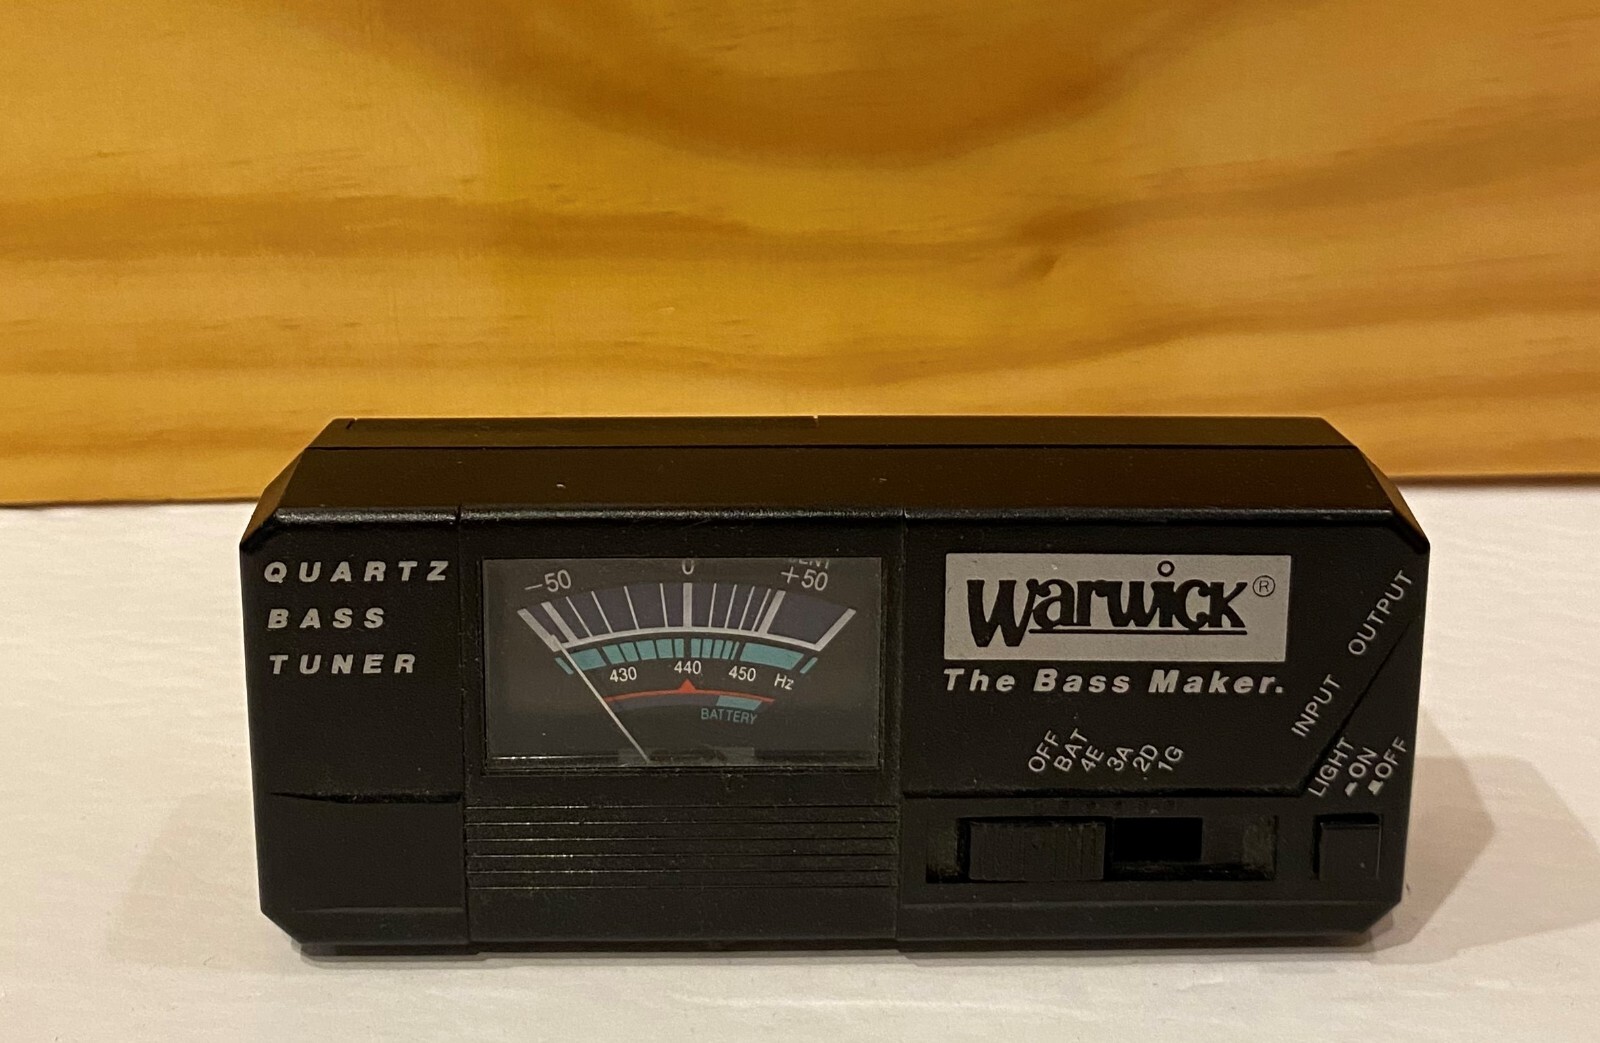 QUARTZ
BASS
TUNER
-50
0
+50
430
440
450
Hz
BATTERY
Warwick®
The Bass Maker.
OFF
BAT
4E
3A
2D
1G
INPUT
OUTPUT
LIGHT
ON
OFF